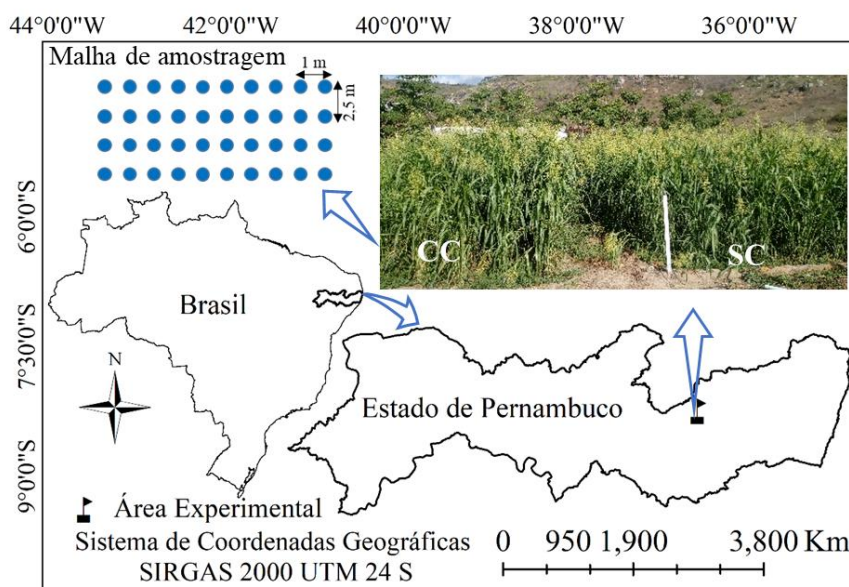 44°0'0"W 42°0'0"W 40°0'0"W 38°0'0"W 36°0'0"W
Malha de amostragem
1 m
2,5 m
6°0'0"S
7°30'0"S
9°0'0"S
CC
SC
Brasil
N
Estado de Pernambuco
Área Experimental
Sistema de Coordenadas Geográficas
SIRGAS 2000 UTM 24 S
0 950 1,900 3,800 Km